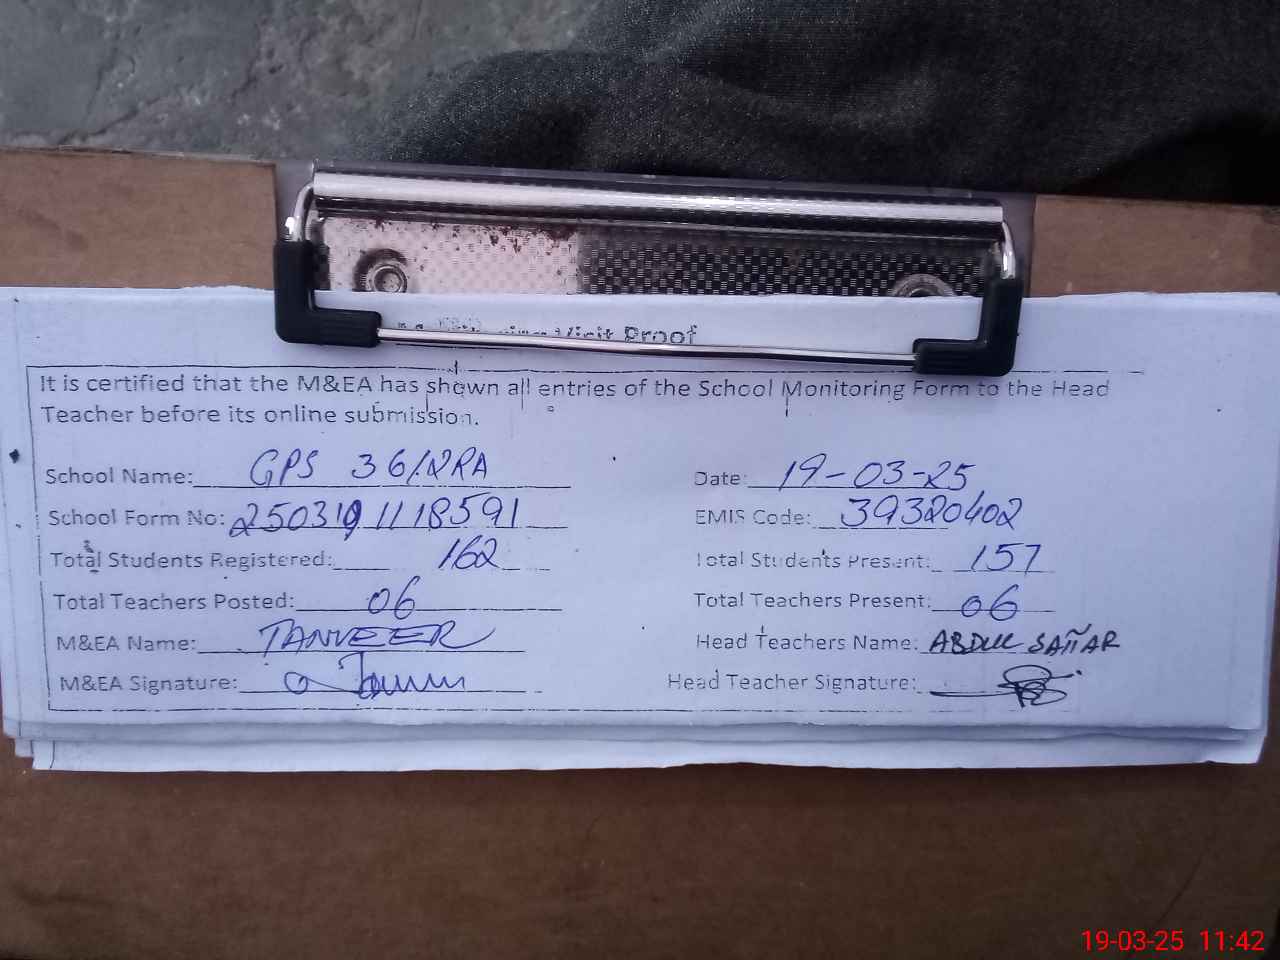 Visit Proof
It is certified that the M&EA has shown all entries of the School Monitoring Form to the Head
Teacher before its online submission.
School Name: GPS 36/2RA Date: 19-03-25
School Form No: 250319 1118591 EMIS Code: 39320402
Total Students Registered: 162 Total Students Present: 157
Total Teachers Posted: 06 Total Teachers Present: 06
M&EA Name: TANVEER Head Teachers Name: ABDUL SATTAR
M&EA Signature: Head Teacher Signature:
19-03-25 11:42